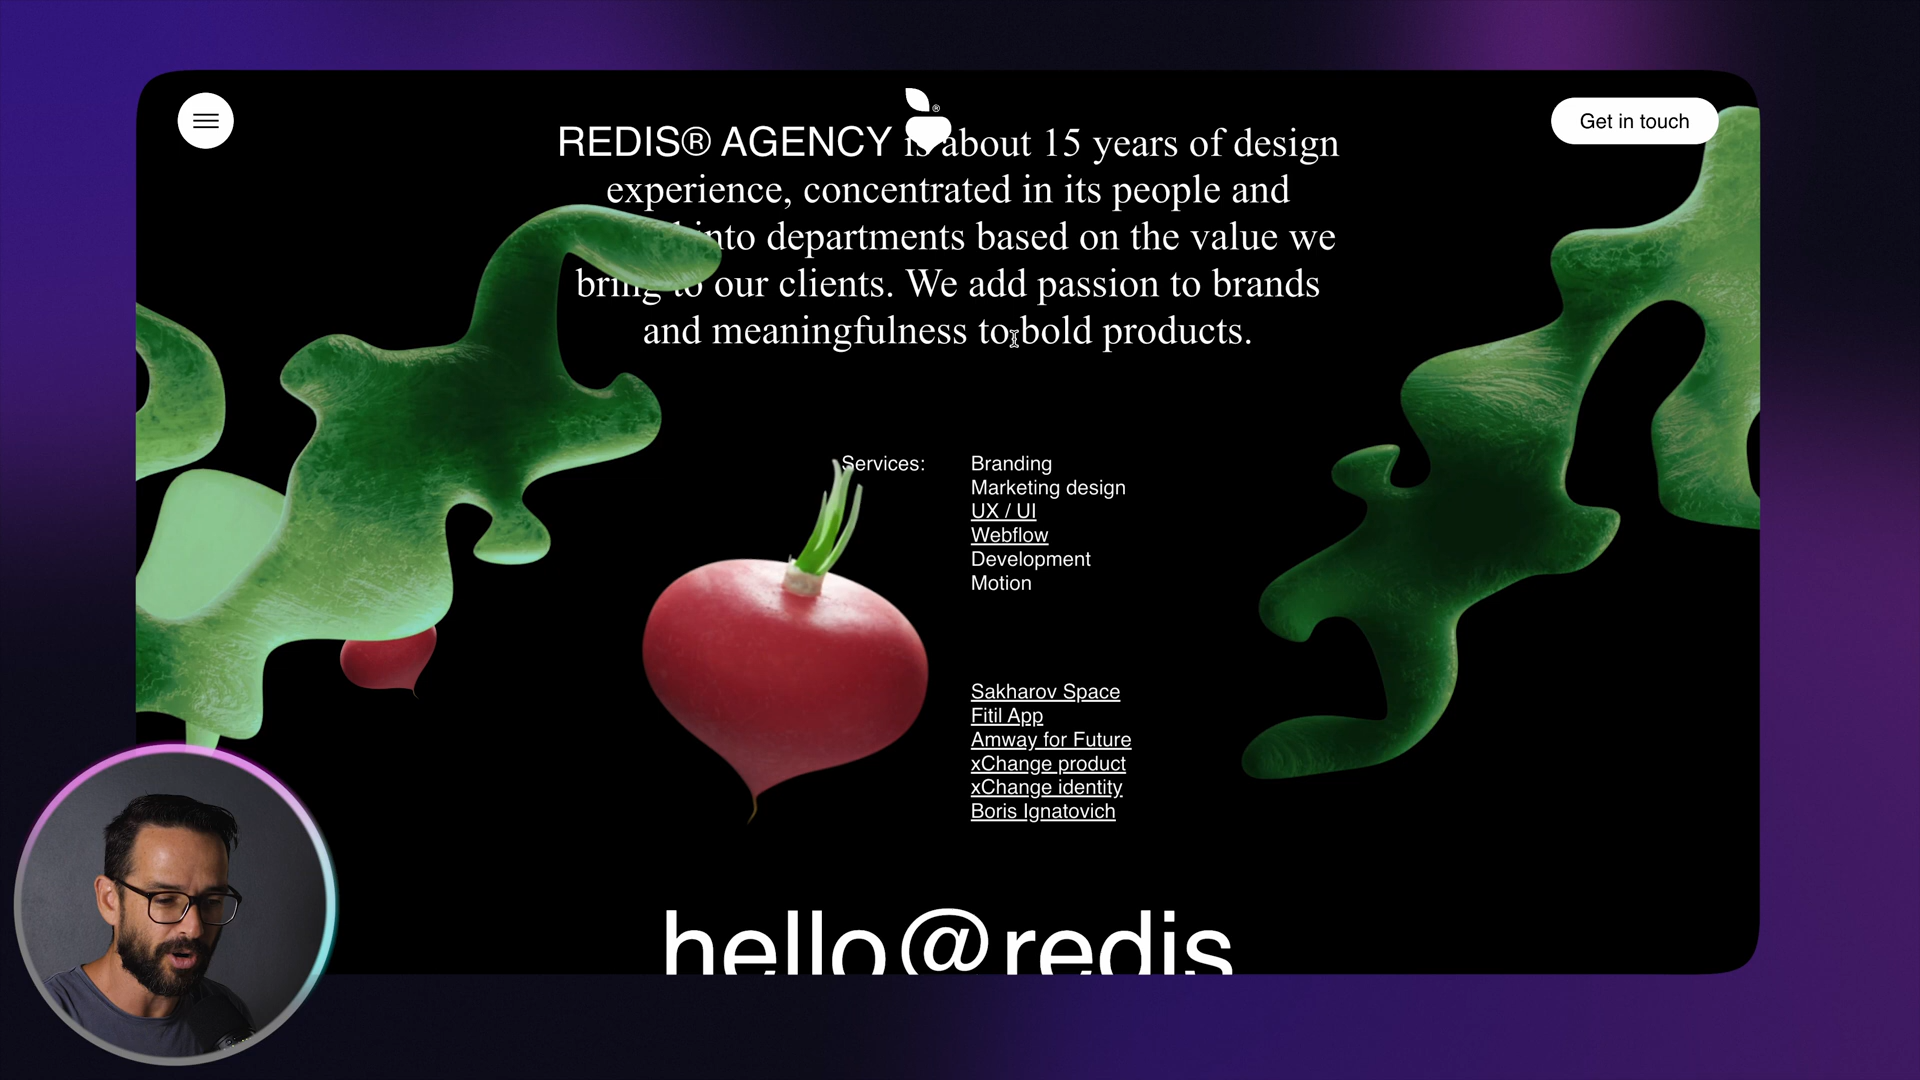 Get in touch
®
REDIS® AGENCY is about 15 years of design
experience, concentrated in its people and
into departments based on the value we
bring to our clients. We add passion to brands
and meaningfulness to bold products.
Services:
Branding
Marketing design
UX / UI
Webflow
Development
Motion
Sakharov Space
Fitil App
Amway for Future
xChange product
xChange identity
Boris Ignatovich
hello@redis